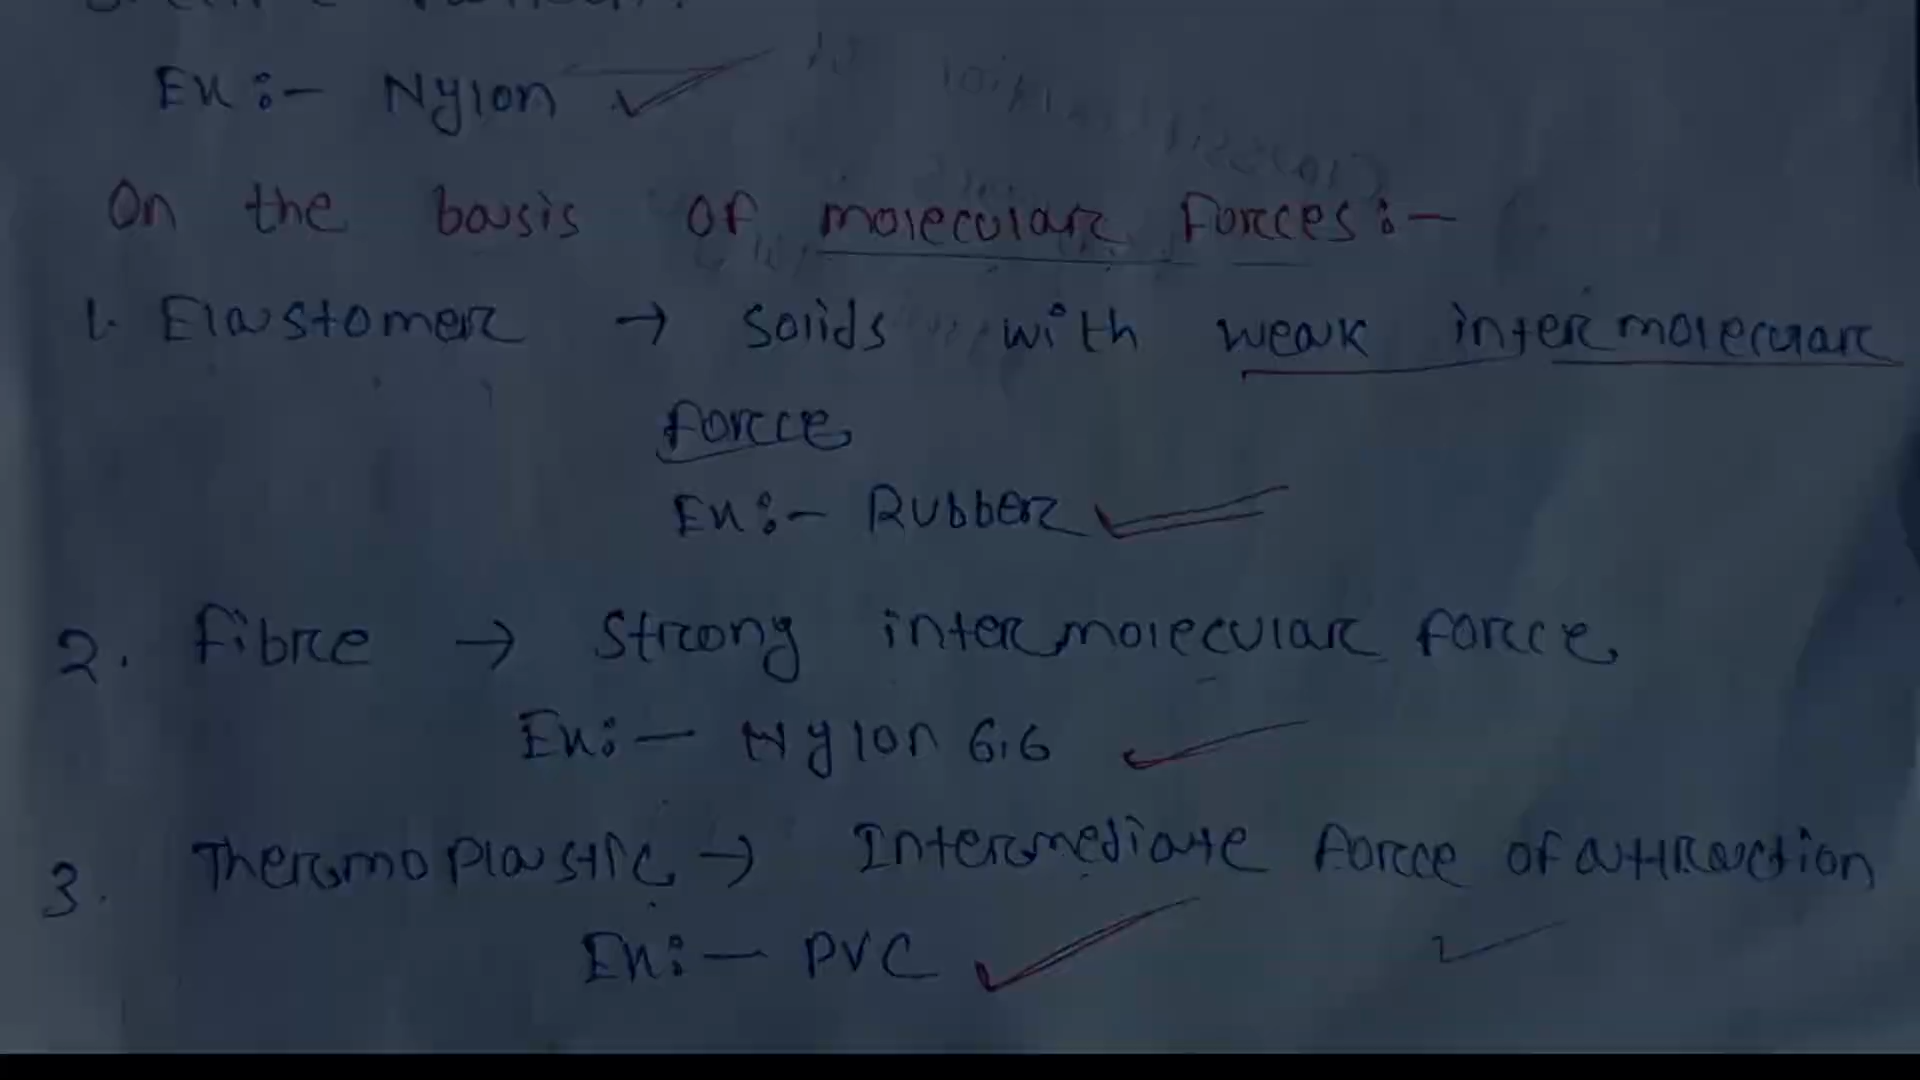 Ex :- Nylon
On the basis of molecular forces :-
1. Elastomer → solids with weak intermolecular
force
Ex :- Rubber
2. Fibre → Strong intermolecular force
Ex :- Nylon 6,6
3. Thermoplastic → Intermediate force of attraction
Ex :- PVC